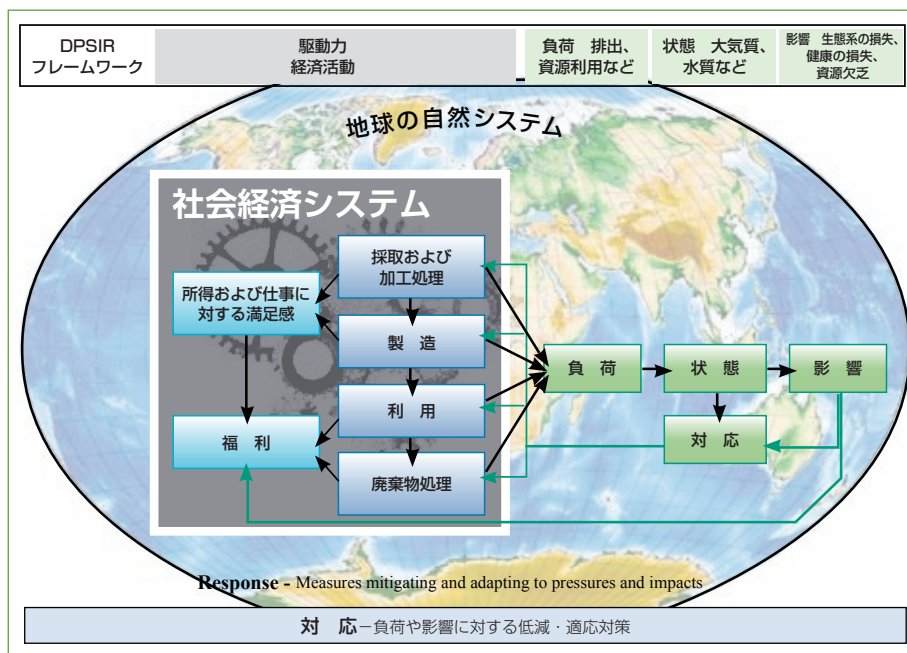 DPSIR
フレームワーク
駆動力
経済活動
負荷　排出、
資源利用など
状態　大気質、
水質など
影響　生態系の損失、
健康の損失、
資源欠乏
地球の自然システム
社会経済システム
採取および
加工処理
所得および仕事に
対する満足感
製　造
負　荷
状　態
影　響
利　用
福　利
対　応
廃棄物処理
Response - Measures mitigating and adapting to pressures and impacts
対　応－負荷や影響に対する低減・適応対策